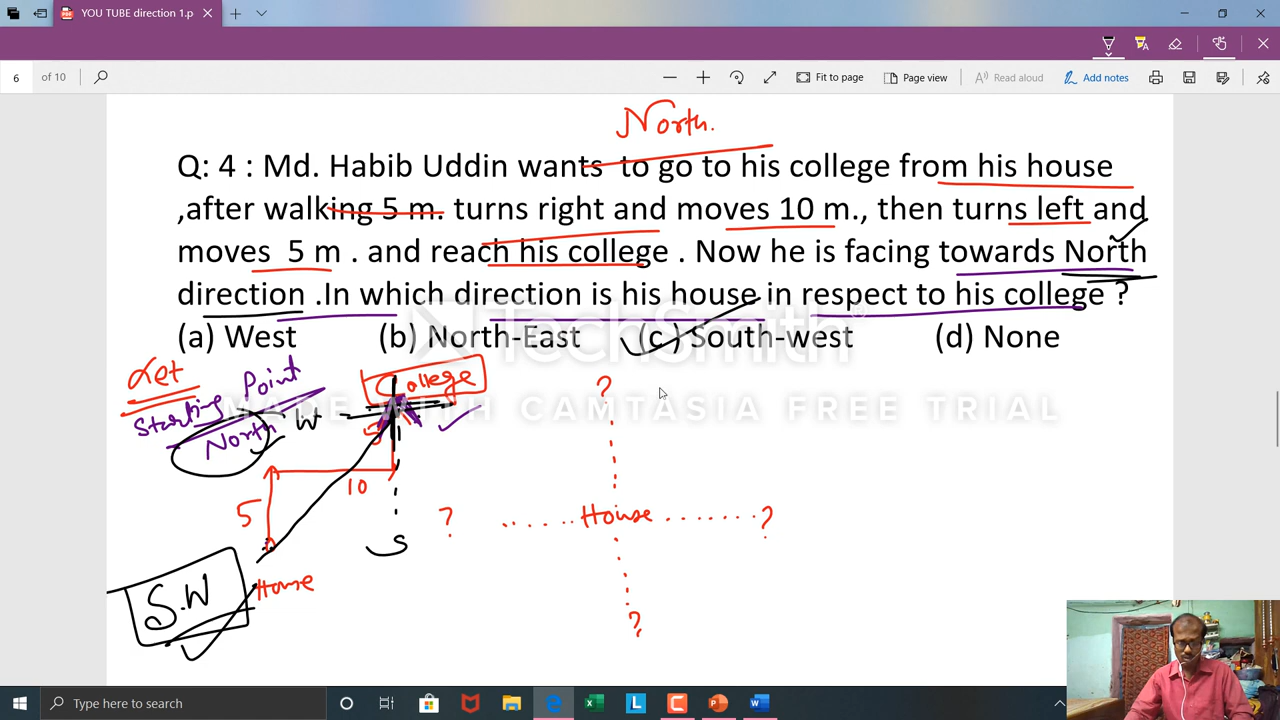 YOU TUBE direction 1.p
6 of 10
Fit to page
Page view
Read aloud
Add notes
North.
Q: 4 : Md. Habib Uddin wants to go to his college from his house
,after walking 5 m. turns right and moves 10 m., then turns left and
moves 5 m . and reach his college . Now he is facing towards North
direction .In which direction is his house in respect to his college ?
(a) West (b) North-East (c ) South-west (d) None
TechSmith
MADE WITH CAMTASIA FREE TRIAL
Let
Starting Point
North
College
W
5
10
5
S
House
S.W
?
? House ?
?
Type here to search